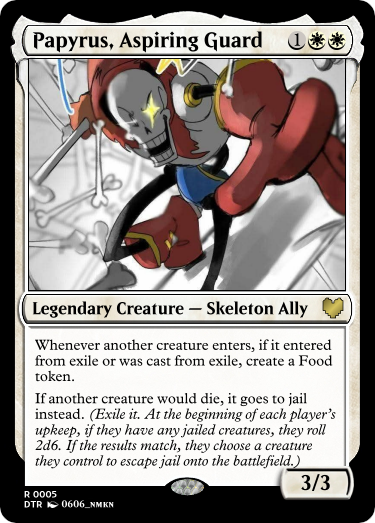 Papyrus, Aspiring Guard 1
Legendary Creature — Skeleton Ally
Whenever another creature enters, if it entered
from exile or was cast from exile, create a Food
token.
If another creature would die, it goes to jail
instead. (Exile it. At the beginning of each player's
upkeep, if they have any jailed creatures, they roll
2d6. If the results match, they choose a creature
they control to escape jail onto the battlefield.)
3/3
R 0005
DTR 0606_NMKN